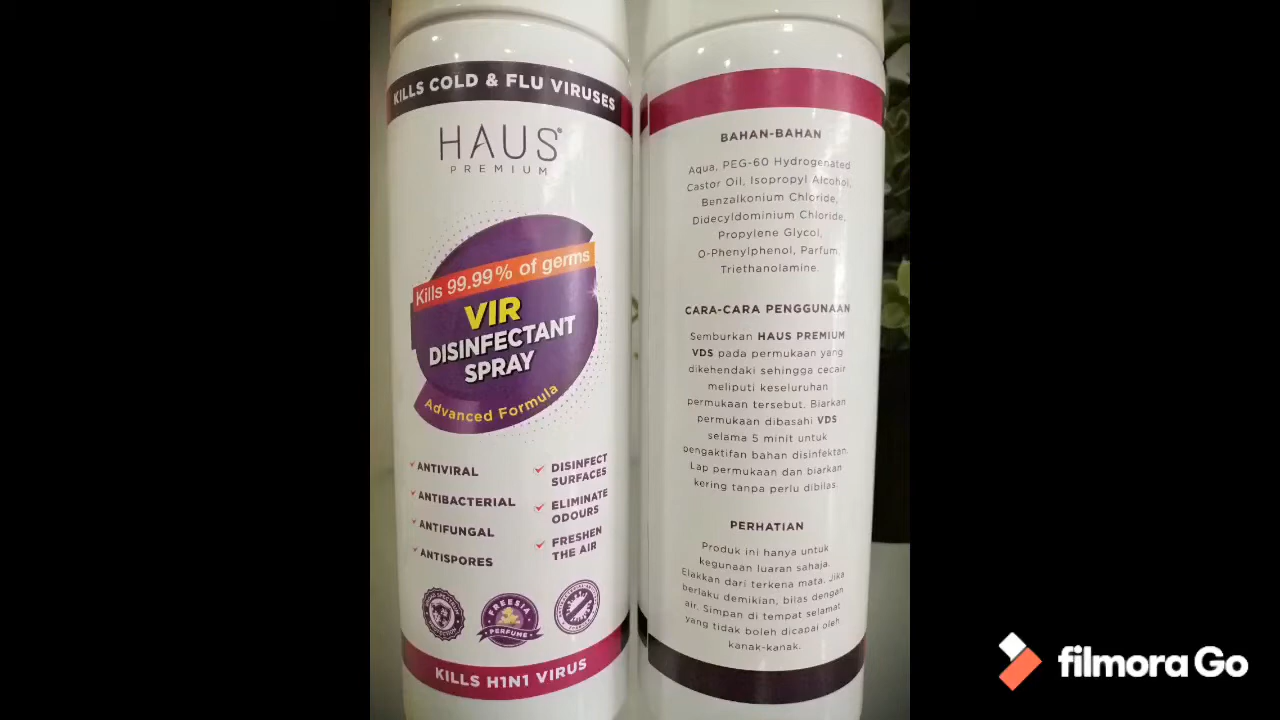 KILLS COLD & FLU VIRUSES
HAUS
PREMIUM
Kills 99.99% of germs
VIR
DISINFECTANT
SPRAY
Advanced Formula
ANTIVIRAL
ANTIBACTERIAL
ANTIFUNGAL
ANTISPORES
DISINFECT
SURFACES
ELIMINATE
ODOURS
FRESHEN
THE AIR
FREESIA
PERFUME
KILLS H1N1 VIRUS
BAHAN-BAHAN
Aqua, PEG-60 Hydrogenated
Castor Oil, Isopropyl Alcohol,
Benzalkonium Chloride,
Didecyldominium Chloride,
Propylene Glycol,
O-Phenylphenol, Parfum,
Triethanolamine.
CARA-CARA PENGGUNAAN
Semburkan HAUS PREMIUM
VDS pada permukaan yang
dikehendaki sehingga cecair
meliputi keseluruhan
permukaan tersebut. Biarkan
permukaan dibasahi VDS
selama 5 minit untuk
pengaktifan bahan disinfektan.
Lap permukaan dan biarkan
kering tanpa perlu dibilas.
PERHATIAN
Produk ini hanya untuk
kegunaan luaran sahaja.
Elakkan dari terkena mata. Jika
berlaku demikian, bilas dengan
air. Simpan di tempat selamat
yang tidak boleh dicapai oleh
kanak-kanak.
filmora Go